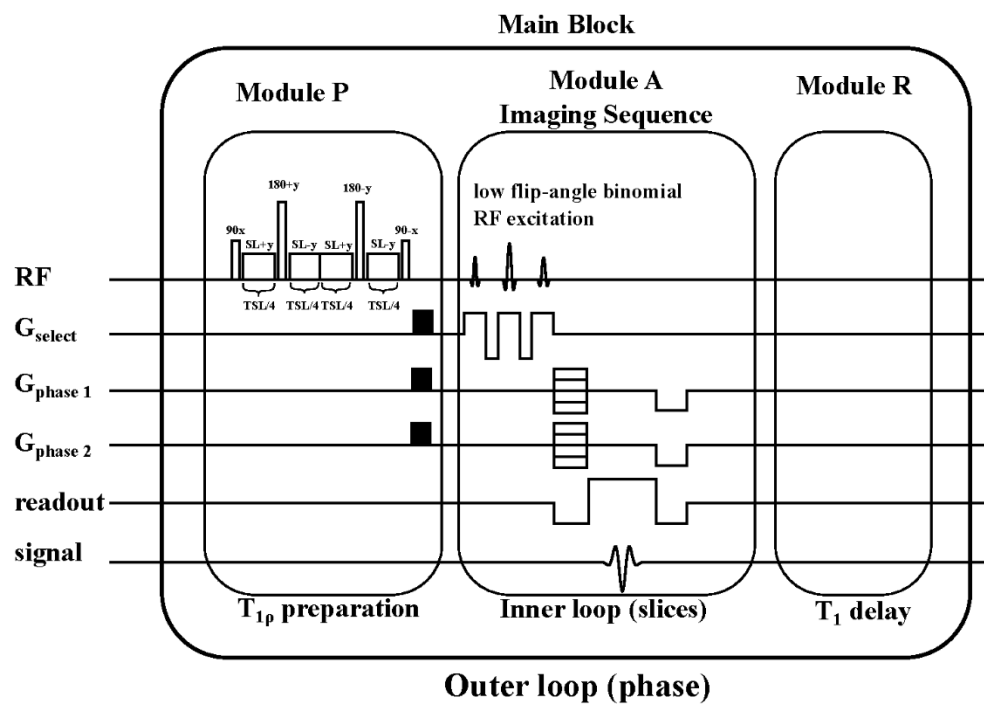 Main Block
Module P
Module A
Imaging Sequence
Module R
low flip-angle binomial
RF excitation
180+y 180-y
90x SL+y SL-y SL+y SL-y 90-x
TSL/4 TSL/4 TSL/4 TSL/4
RF
Gselect
Gphase 1
Gphase 2
readout
signal
T1ρ preparation
Inner loop (slices)
T1 delay
Outer loop (phase)